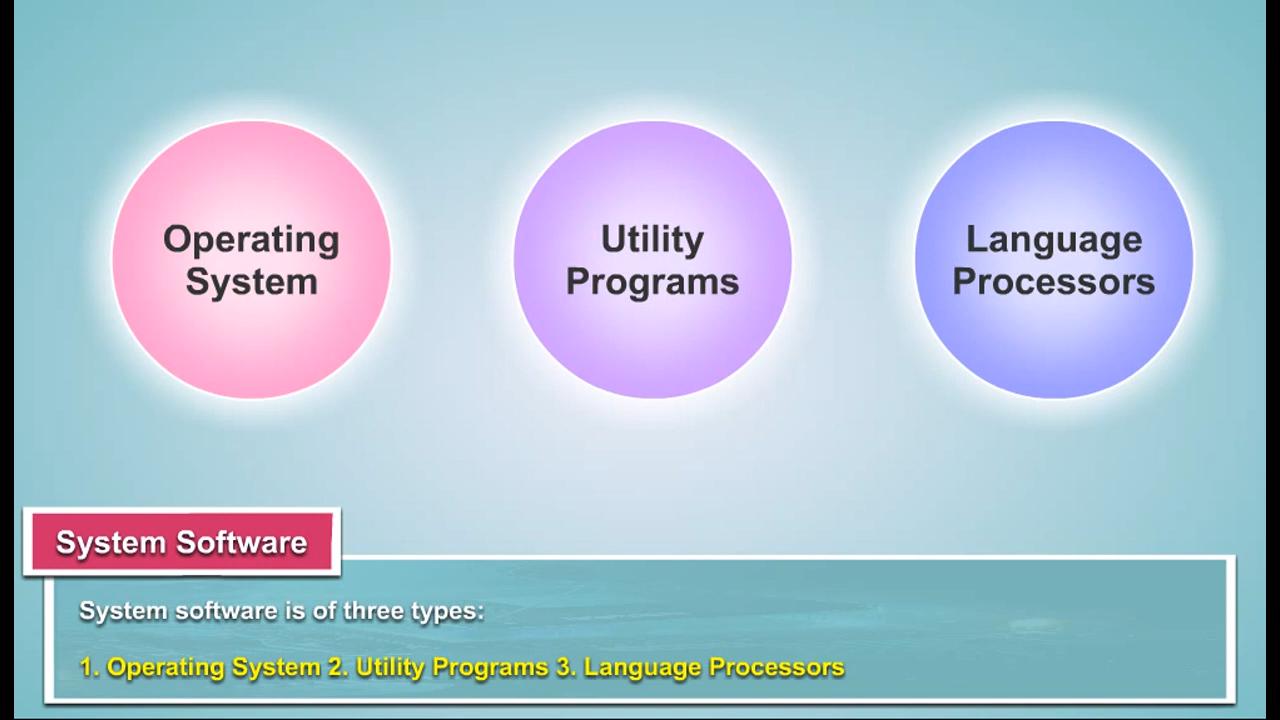 Operating
System
Utility
Programs
Language
Processors
System Software
System software is of three types:
1. Operating System 2. Utility Programs 3. Language Processors